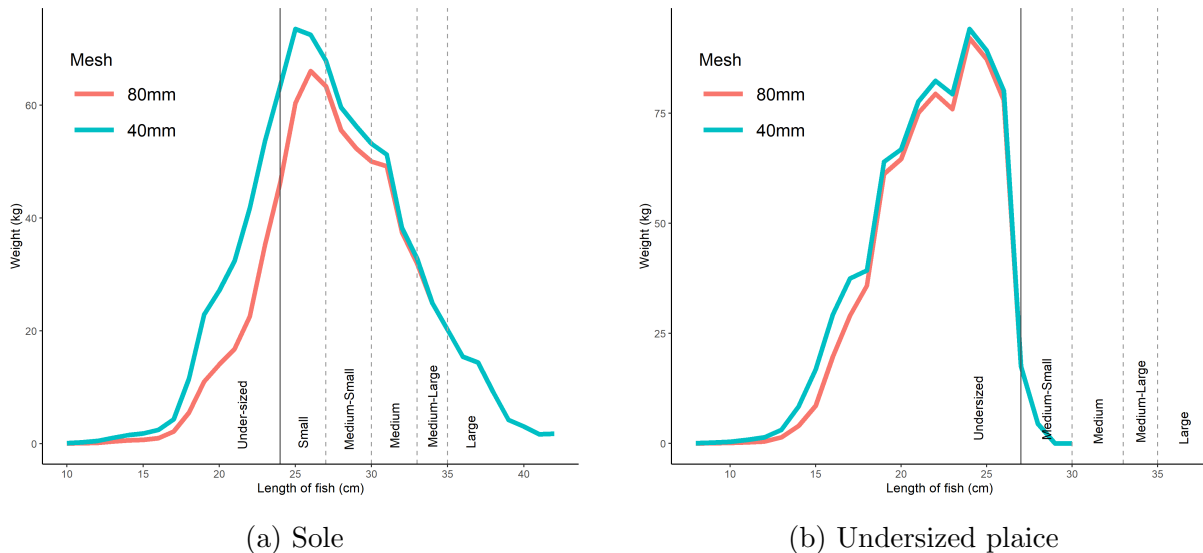 Mesh
80mm
40mm
Weight (kg)
60
40
20
0
Under-sized
Small
Medium-Small
Medium
Medium-Large
Large
10 15 20 25 30 35 40
Length of fish (cm)
(a) Sole
Mesh
80mm
40mm
Weight (kg)
75
50
25
0
Undersized
Medium-Small
Medium
Medium-Large
Large
10 15 20 25 30 35
Length of fish (cm)
(b) Undersized plaice